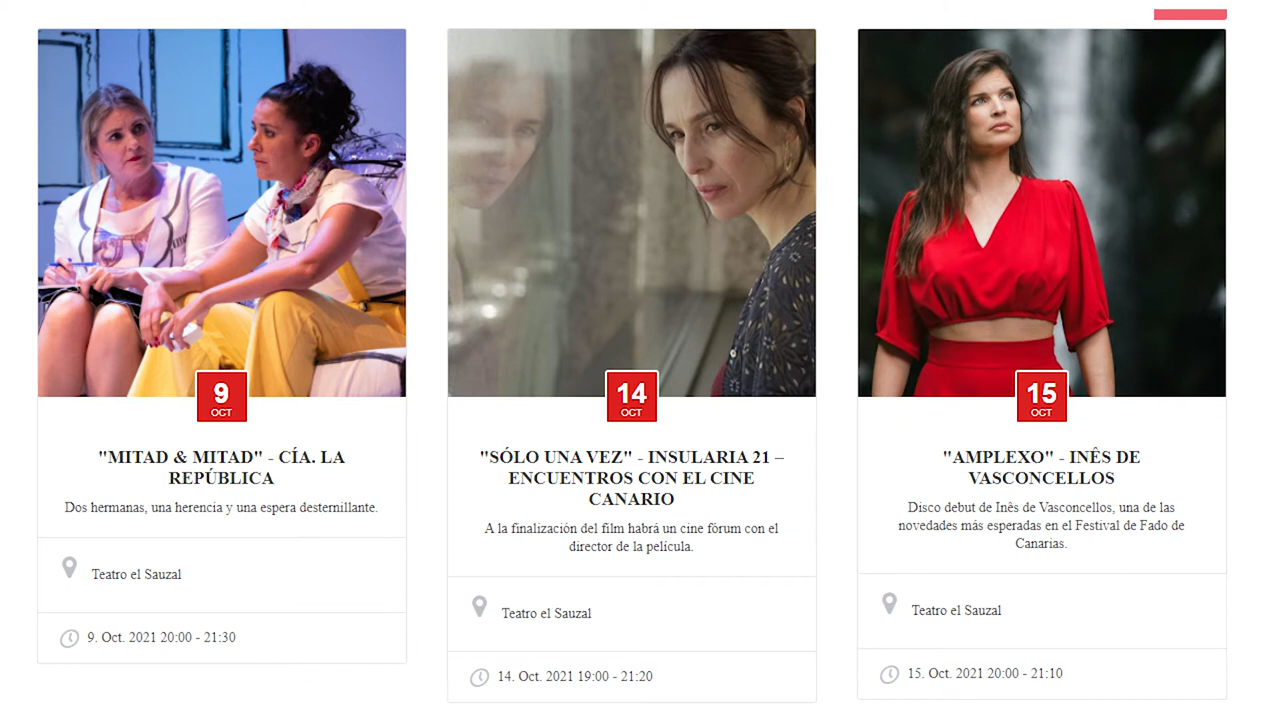 9
OCT
"MITAD & MITAD" - CÍA. LA
REPÚBLICA
Dos hermanas, una herencia y una espera desternillante.
Teatro el Sauzal
9. Oct. 2021 20:00 - 21:30
14
OCT
"SÓLO UNA VEZ" - INSULARIA 21 –
ENCUENTROS CON EL CINE
CANARIO
A la finalización del film habrá un cine fórum con el
director de la película.
Teatro el Sauzal
14. Oct. 2021 19:00 - 21:20
15
OCT
"AMPLEXO" - INÊS DE
VASCONCELLOS
Disco debut de Inês de Vasconcellos, una de las
novedades más esperadas en el Festival de Fado de
Canarias.
Teatro el Sauzal
15. Oct. 2021 20:00 - 21:10